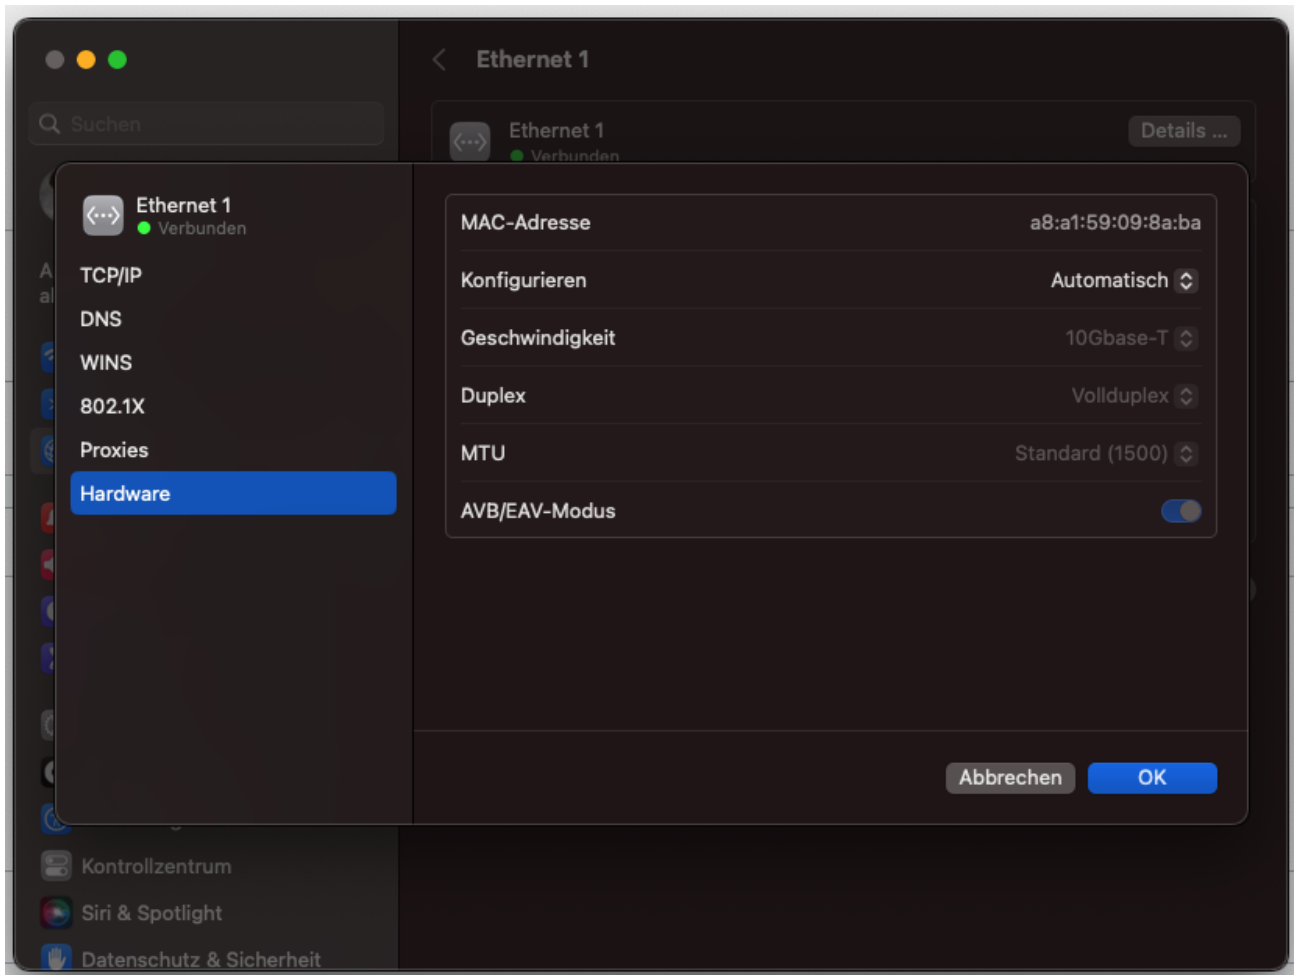 Ethernet 1
Suchen
Ethernet 1
Verbunden
Details ...
Ethernet 1
Verbunden
TCP/IP
DNS
WINS
802.1X
Proxies
Hardware
MAC-Adresse a8:a1:59:09:8a:ba
Konfigurieren Automatisch
Geschwindigkeit 10Gbase-T
Duplex Vollduplex
MTU Standard (1500)
AVB/EAV-Modus
Abbrechen OK
Kontrollzentrum
Siri & Spotlight
Datenschutz & Sicherheit